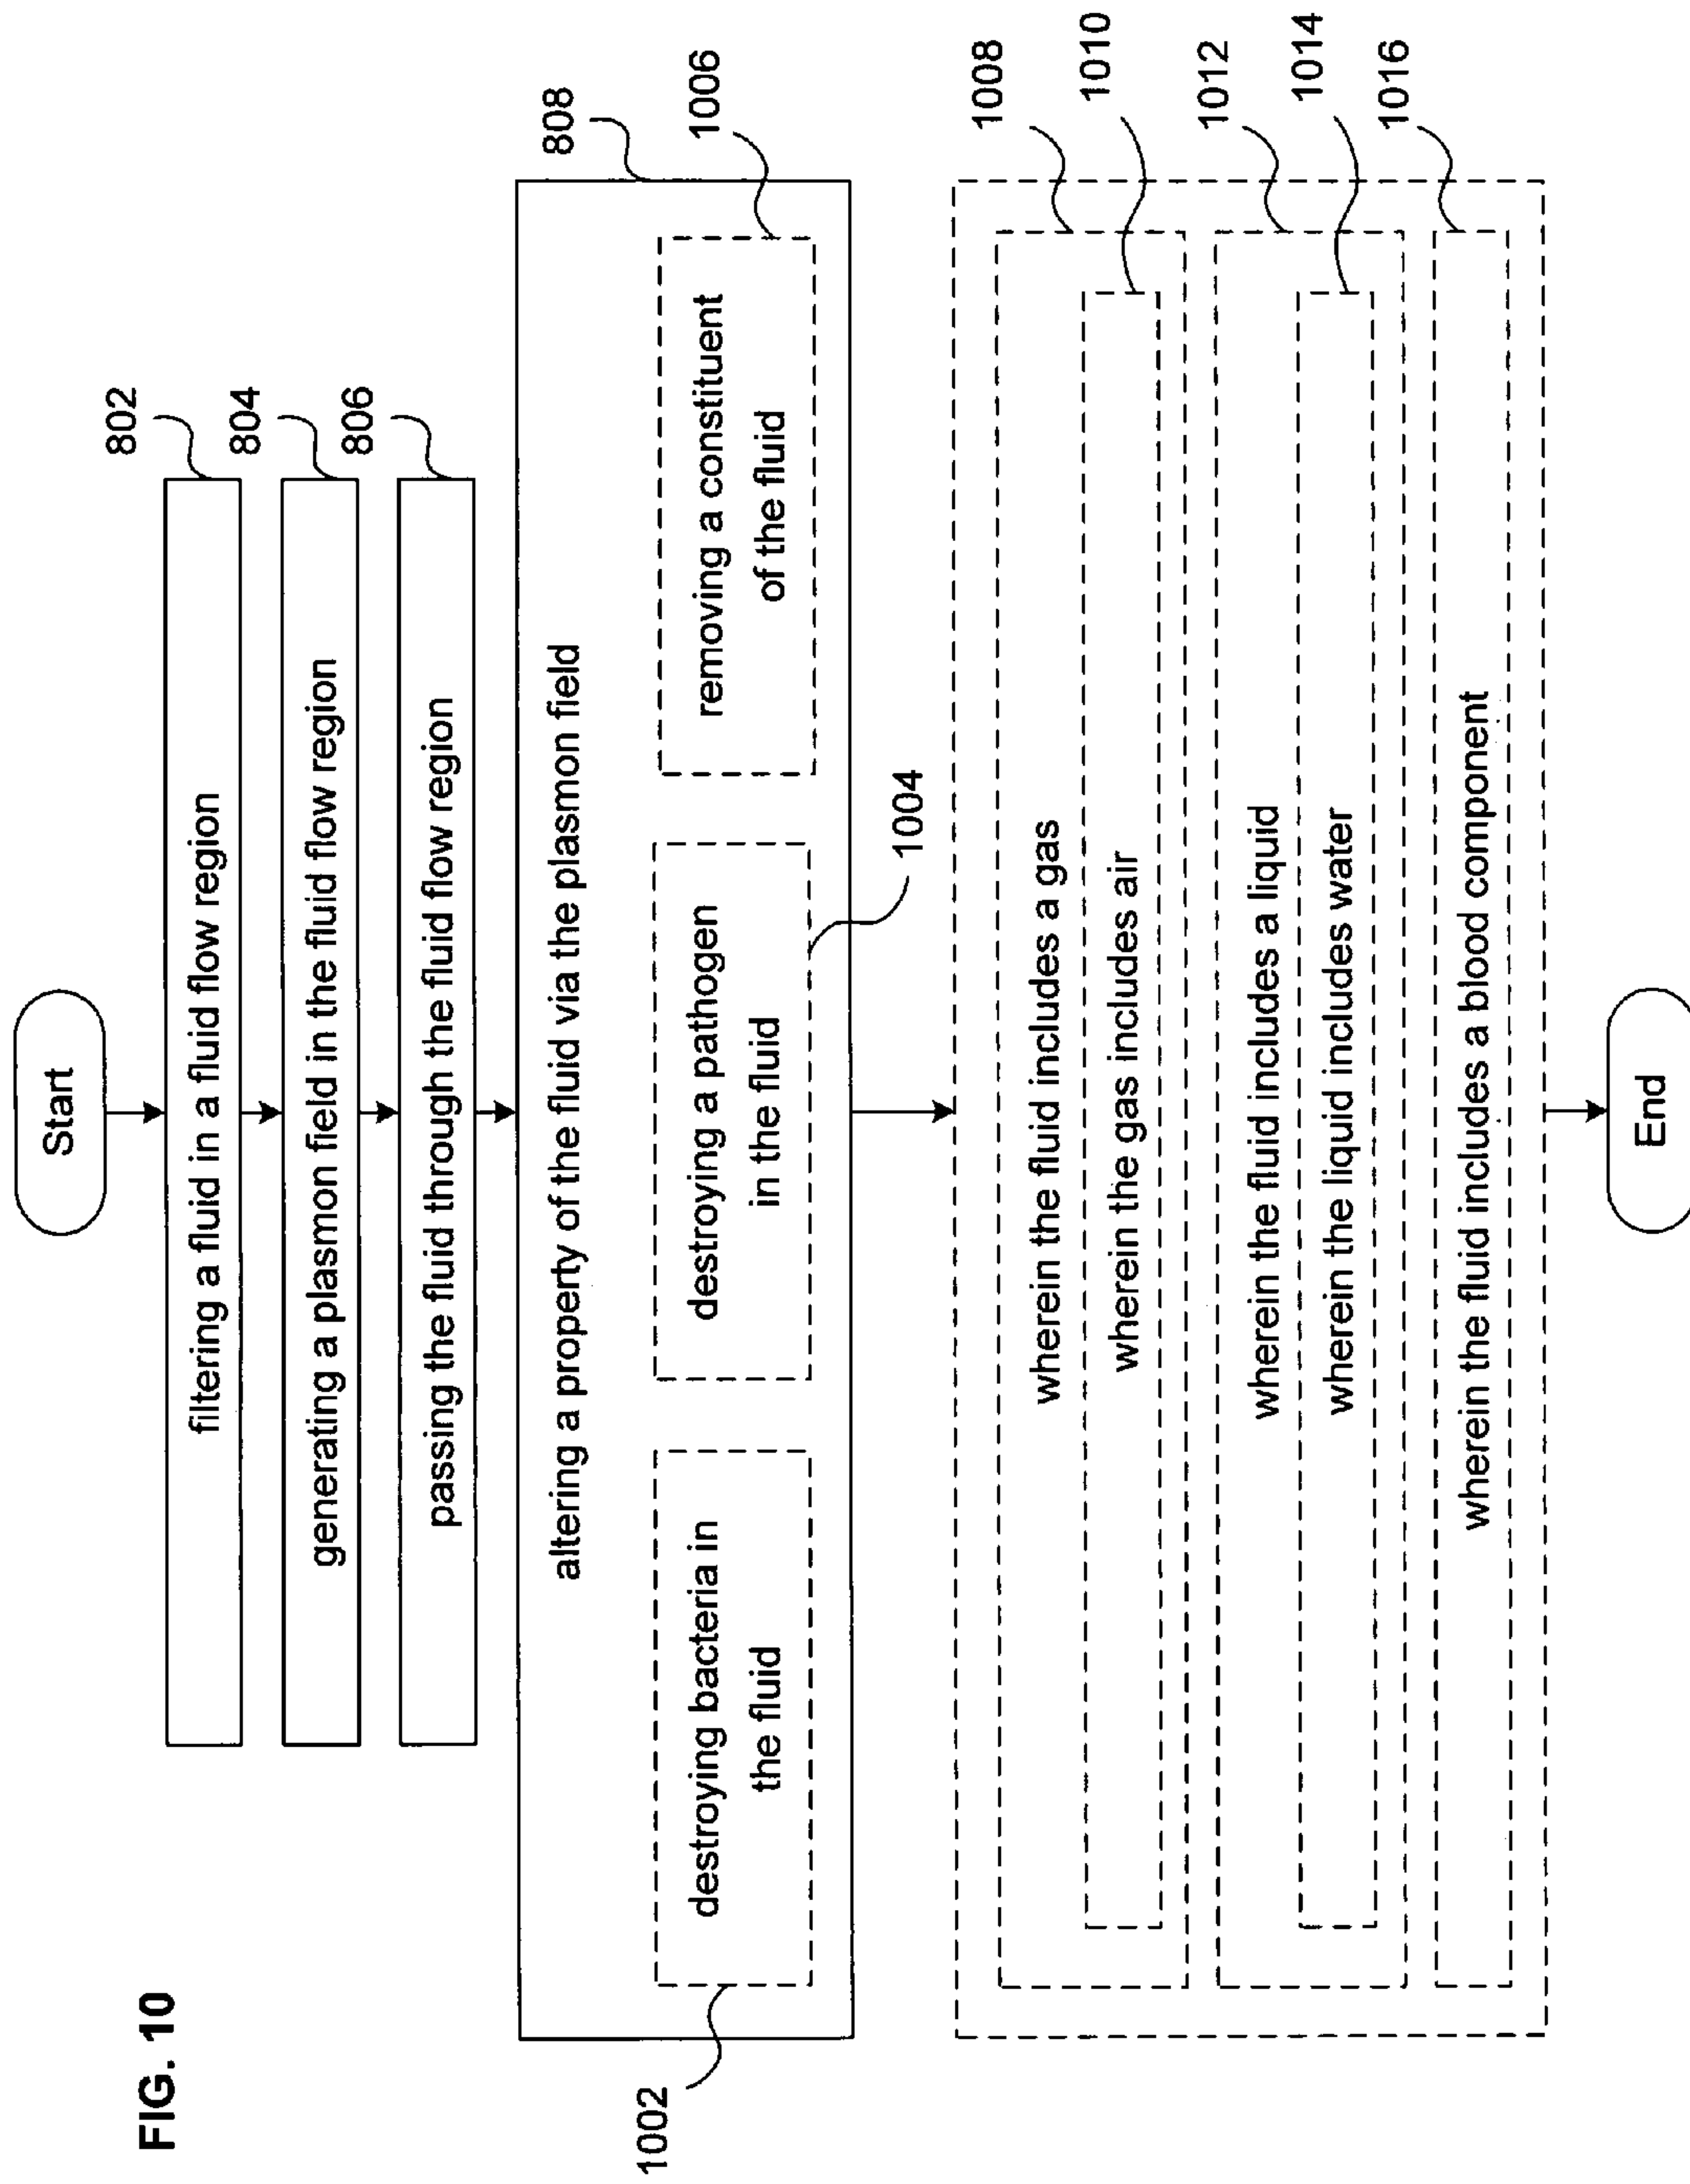 FIG. 10
Start
filtering a fluid in a fluid flow region
802
generating a plasmon field in the fluid flow region
804
passing the fluid through the fluid flow region
806
altering a property of the fluid via the plasmon field
808
destroying bacteria in
the fluid
1002
destroying a pathogen
in the fluid
1004
removing a constituent
of the fluid
1006
wherein the fluid includes a gas
1008
wherein the gas includes air
1010
wherein the fluid includes a liquid
1012
wherein the liquid includes water
1014
wherein the fluid includes a blood component
1016
End